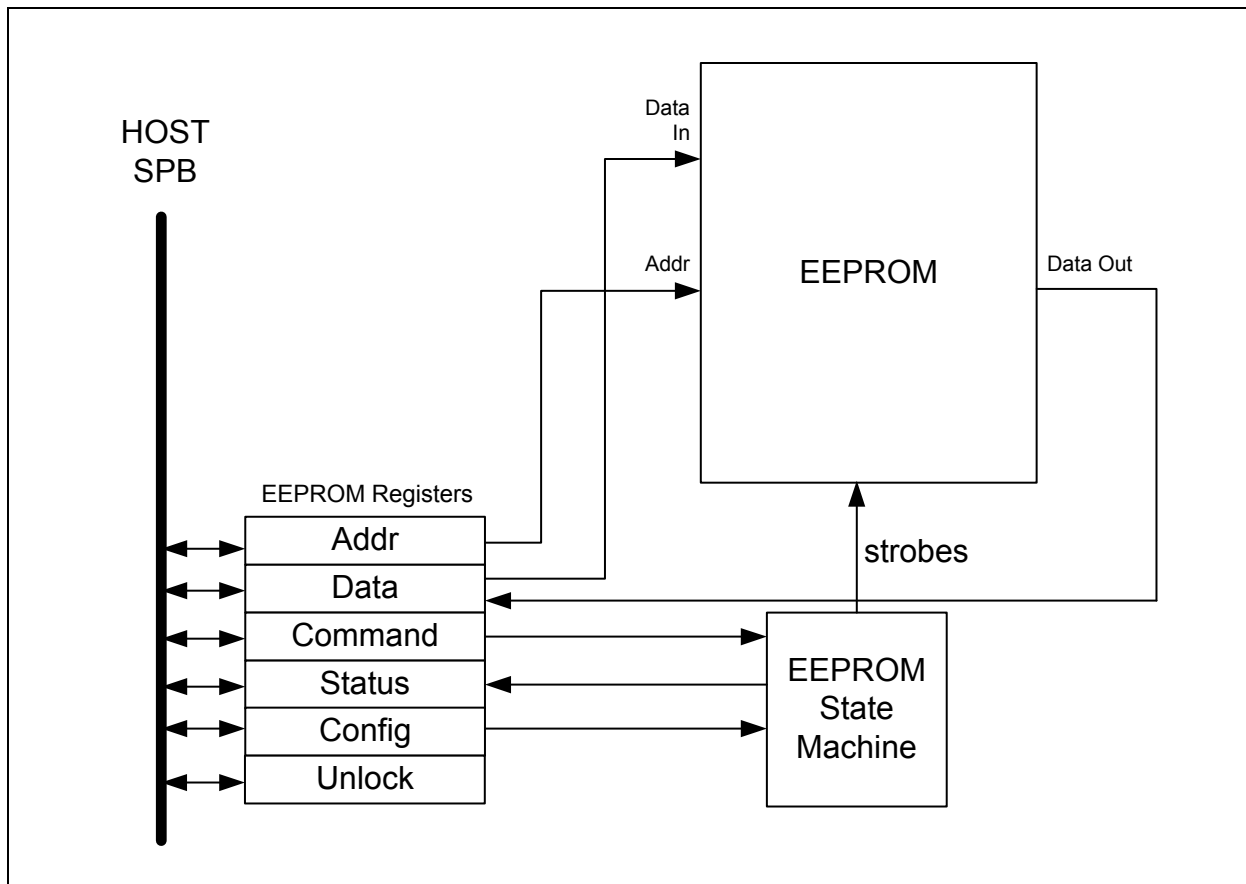 HOST
SPB
Data
In
Addr
EEPROM
Data Out
EEPROM Registers
Addr
Data
Command
Status
Config
Unlock
strobes
EEPROM
State
Machine